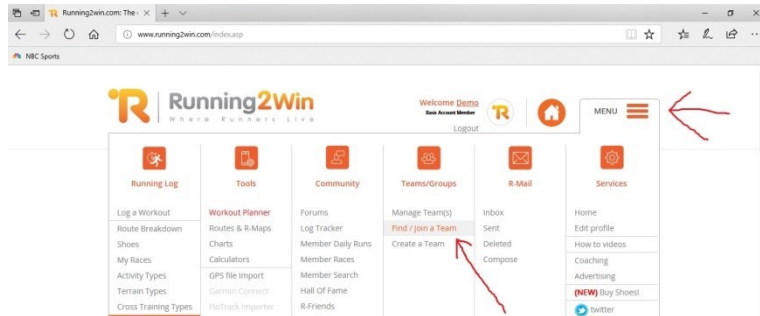 Running2win.com: The
www.running2win.com/index.asp
NBC Sports
Running2Win
Where Runners Live
Welcome Demo
Basic Account Member
Logout
MENU
Running Log
Tools
Community
Teams/Groups
R-Mail
Services
Log a Workout
Workout Planner
Forums
Manage Team(s)
Inbox
Home
Route Breakdown
Routes & R-Maps
Log Tracker
Find / Join a Team
Sent
Edit profile
Shoes
Charts
Member Daily Runs
Create a Team
Deleted
How to videos
My Races
Calculators
Member Races
Compose
Coaching
Activity Types
GPS file Import
Member Search
Advertising
Terrain Types
Garmin Connect
Hall Of Fame
(NEW) Buy Shoes!
Cross Training Types
FloTrack Importer
R-Friends
twitter